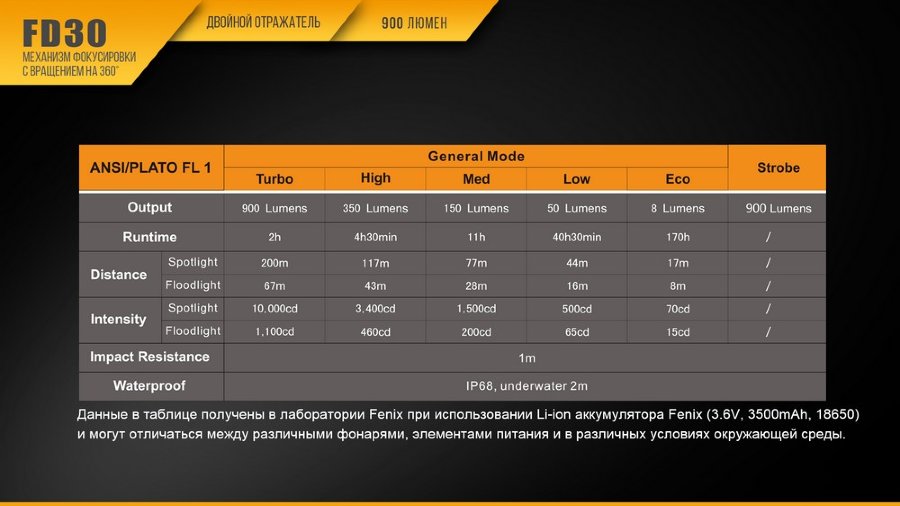 FD30
МЕХАНИЗМ ФОКУСИРОВКИ
С ВРАЩЕНИЕМ НА 360°
ДВОЙНОЙ ОТРАЖАТЕЛЬ
900 ЛЮМЕН
ANSI/PLATO FL 1 General Mode Strobe
Turbo High Med Low Eco
Output 900 Lumens 350 Lumens 150 Lumens 50 Lumens 8 Lumens 900 Lumens
Runtime 2h 4h30min 11h 40h30min 170h /
Distance Spotlight 200m 117m 77m 44m 17m /
Floodlight 67m 43m 28m 16m 8m /
Intensity Spotlight 10,000cd 3,400cd 1,500cd 500cd 70cd /
Floodlight 1,100cd 460cd 200cd 65cd 15cd /
Impact Resistance 1m
Waterproof IP68, underwater 2m
Данные в таблице получены в лаборатории Fenix при использовании Li-ion аккумулятора Fenix (3.6V, 3500mAh, 18650)
и могут отличаться между различными фонарями, элементами питания и в различных условиях окружающей среды.